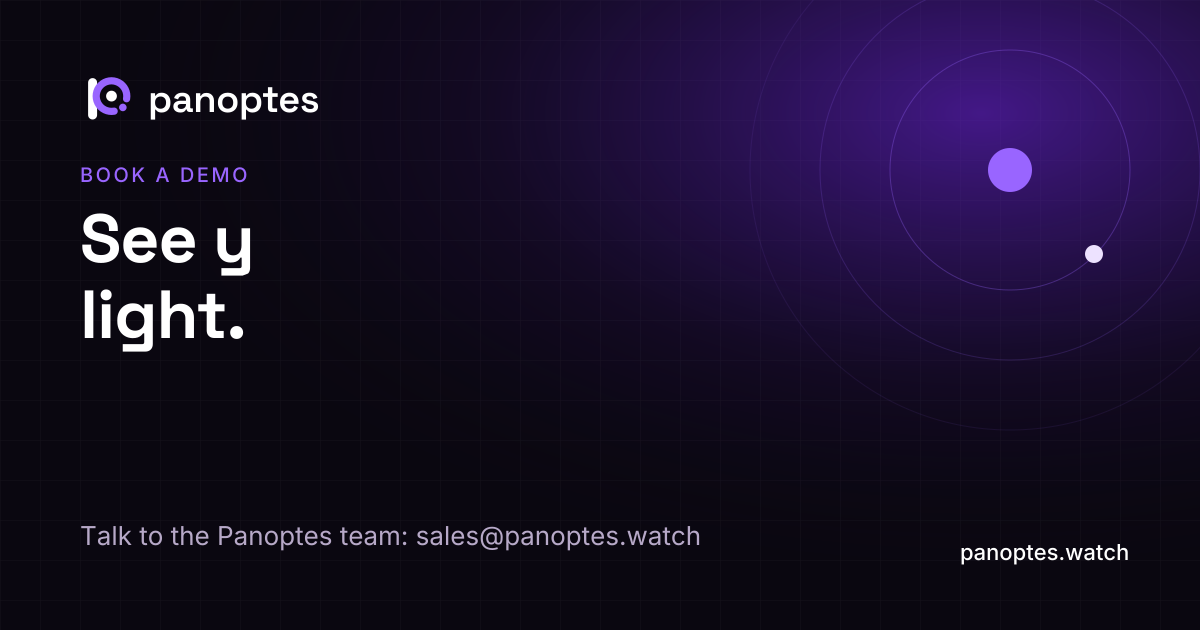 panoptes
BOOK A DEMO
See y
light.
Talk to the Panoptes team: sales@panoptes.watch
panoptes.watch